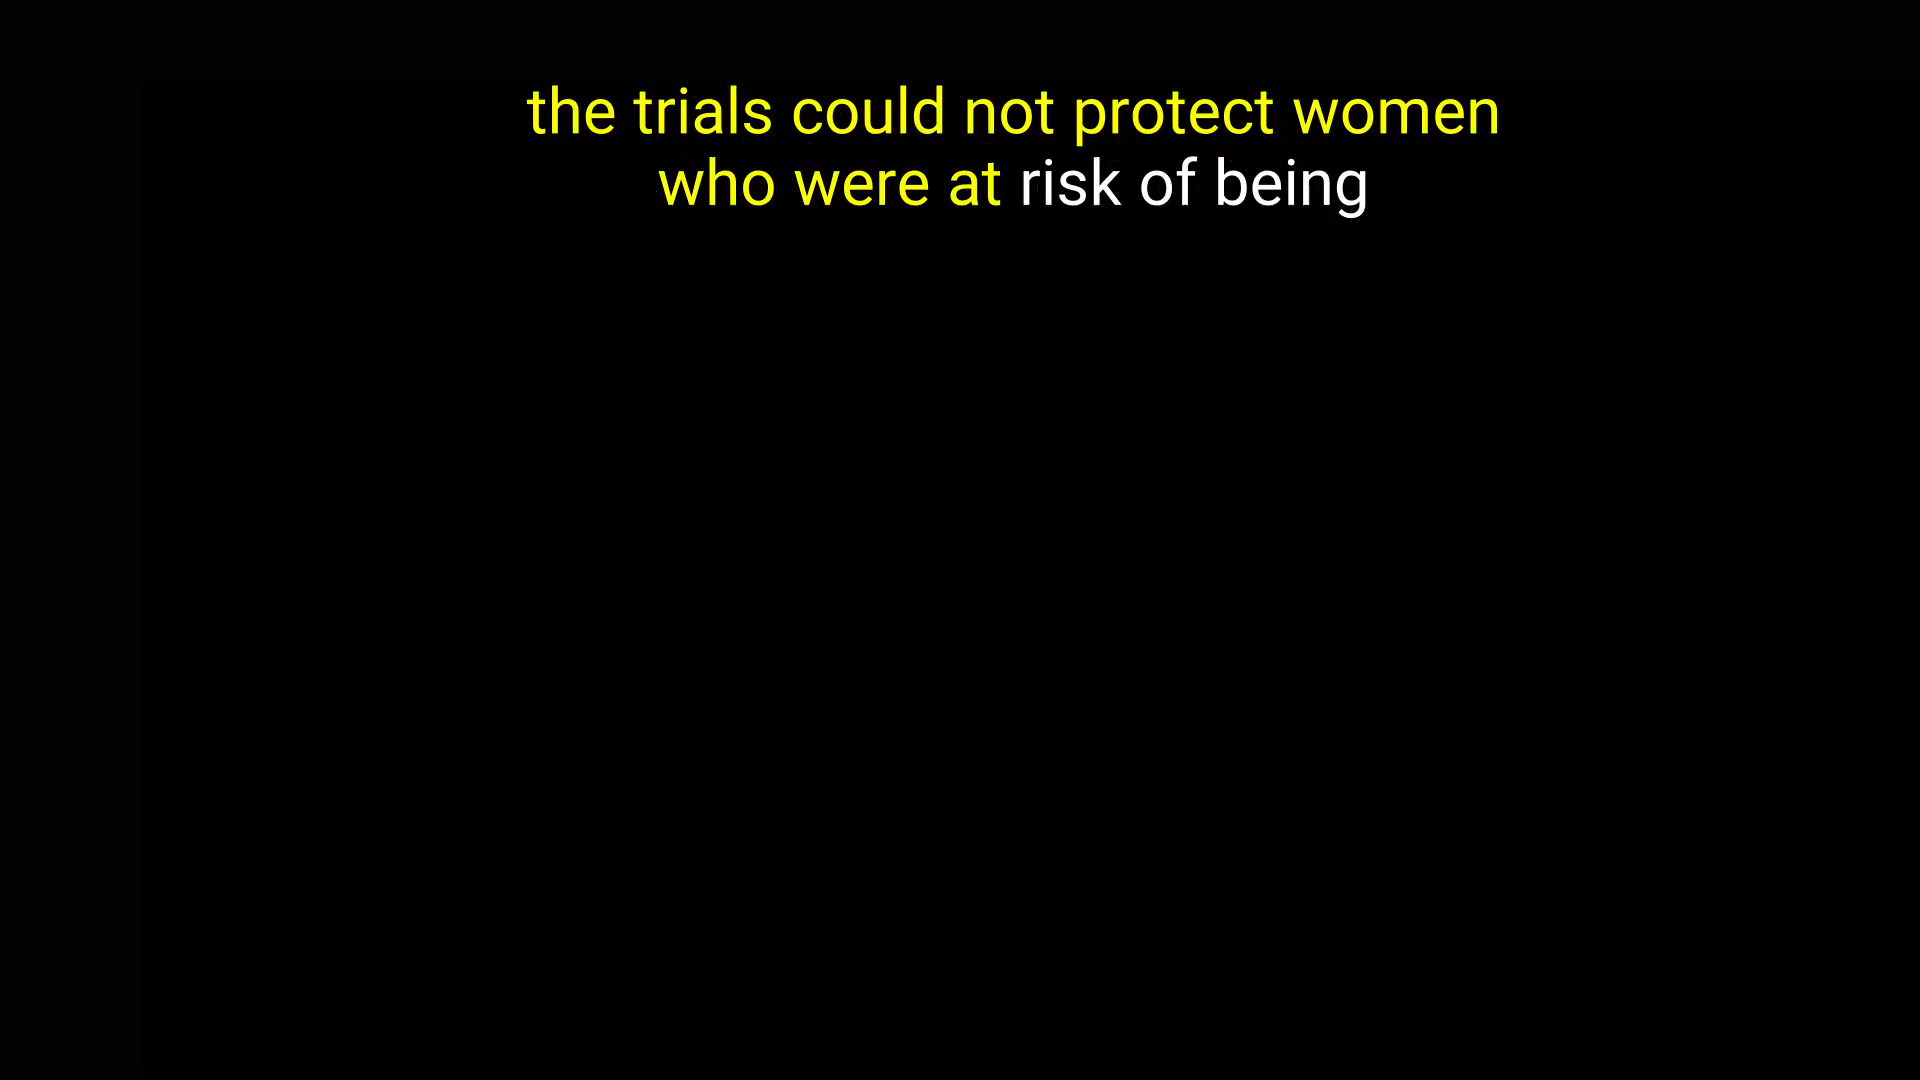 the trials could not protect women
who were at risk of being